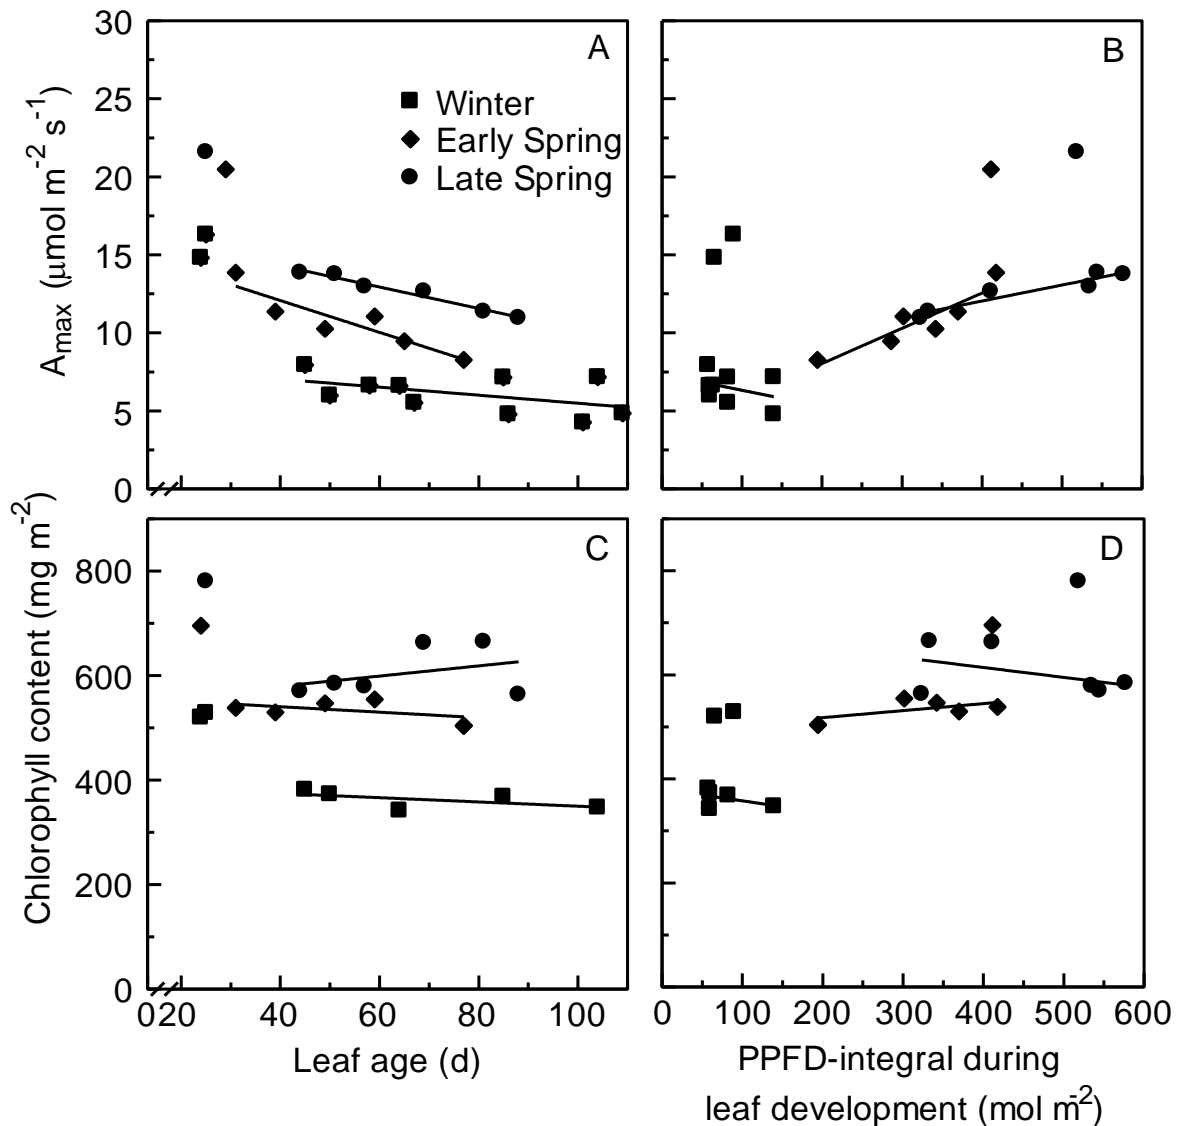 30
25
20
15
10
5
0
A_max (μmol m^-2 s^-1)
A
Winter
Early Spring
Late Spring
B
800
600
400
200
0
Chlorophyll content (mg m^-2)
C
D
0 20 40 60 80 100
Leaf age (d)
0 100 200 300 400 500 600
PPFD-integral during
leaf development (mol m^-2)